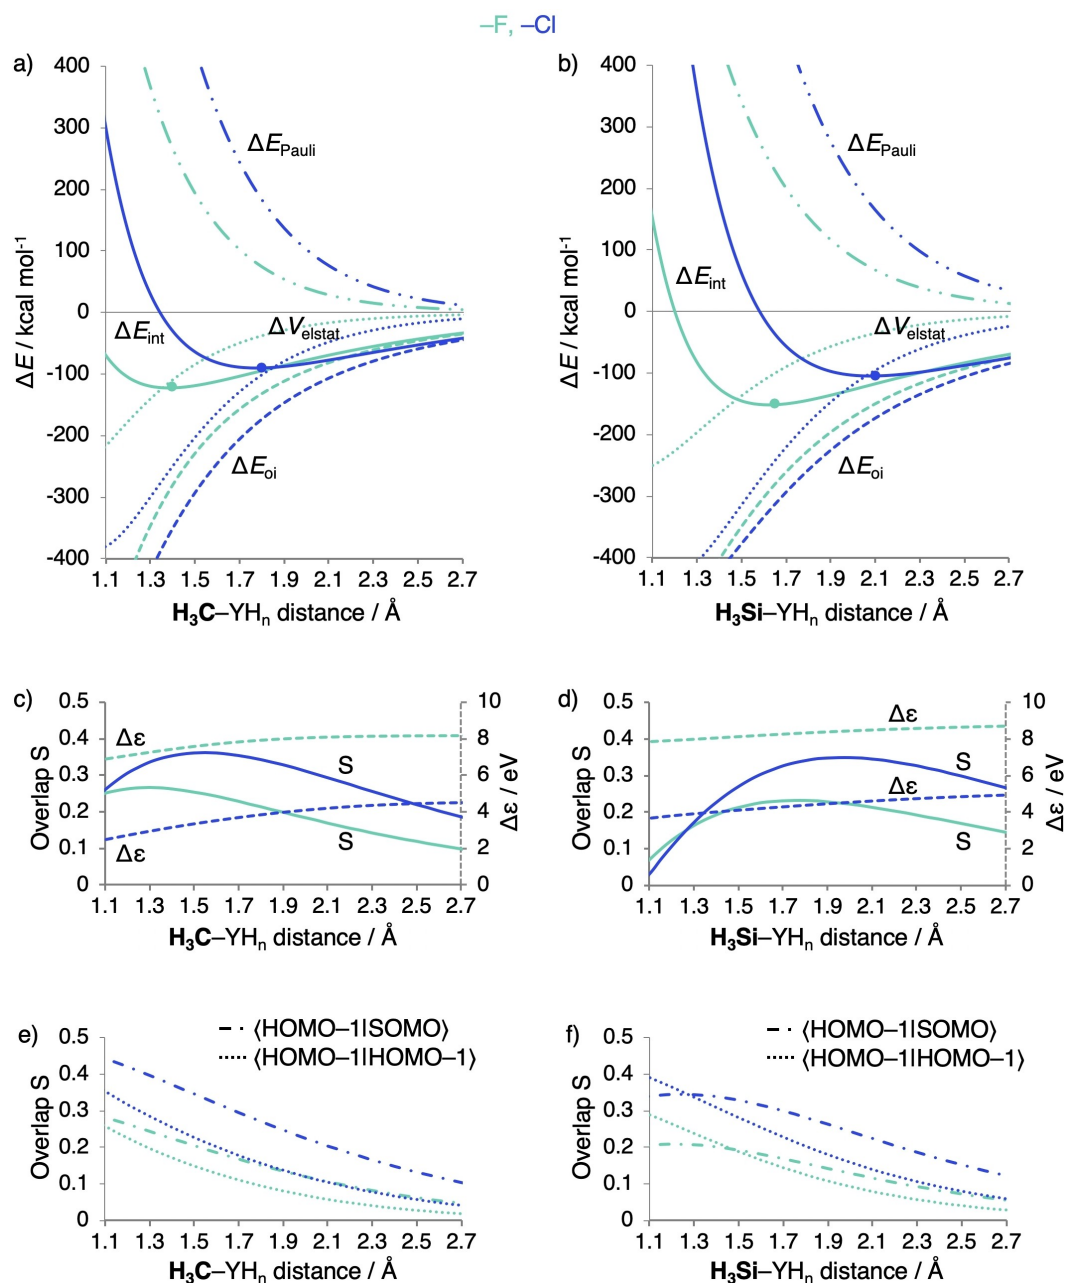 –F, –Cl
a)
400
300
200
100
0
-100
-200
-300
-400
ΔE / kcal mol⁻¹
ΔE_Pauli
ΔE_int
ΔV_elstat
ΔE_oi
1.1 1.3 1.5 1.7 1.9 2.1 2.3 2.5 2.7
H₃C–YHₙ distance / Å
b)
400
300
200
100
0
-100
-200
-300
-400
ΔE / kcal mol⁻¹
ΔE_Pauli
ΔE_int
ΔV_elstat
ΔE_oi
1.1 1.3 1.5 1.7 1.9 2.1 2.3 2.5 2.7
H₃Si–YHₙ distance / Å
c)
0.5
0.4
0.3
0.2
0.1
0
Overlap S
Δε
S
S
Δε
10
8
6
4
2
0
Δε / eV
1.1 1.3 1.5 1.7 1.9 2.1 2.3 2.5 2.7
H₃C–YHₙ distance / Å
d)
0.5
0.4
0.3
0.2
0.1
0
Overlap S
Δε
S
Δε
S
10
8
6
4
2
0
Δε / eV
1.1 1.3 1.5 1.7 1.9 2.1 2.3 2.5 2.7
H₃Si–YHₙ distance / Å
e)
⟨HOMO–1|SOMO⟩
⟨HOMO–1|HOMO–1⟩
0.5
0.4
0.3
0.2
0.1
0
Overlap S
1.1 1.3 1.5 1.7 1.9 2.1 2.3 2.5 2.7
H₃C–YHₙ distance / Å
f)
⟨HOMO–1|SOMO⟩
⟨HOMO–1|HOMO–1⟩
0.5
0.4
0.3
0.2
0.1
0
Overlap S
1.1 1.3 1.5 1.7 1.9 2.1 2.3 2.5 2.7
H₃Si–YHₙ distance / Å